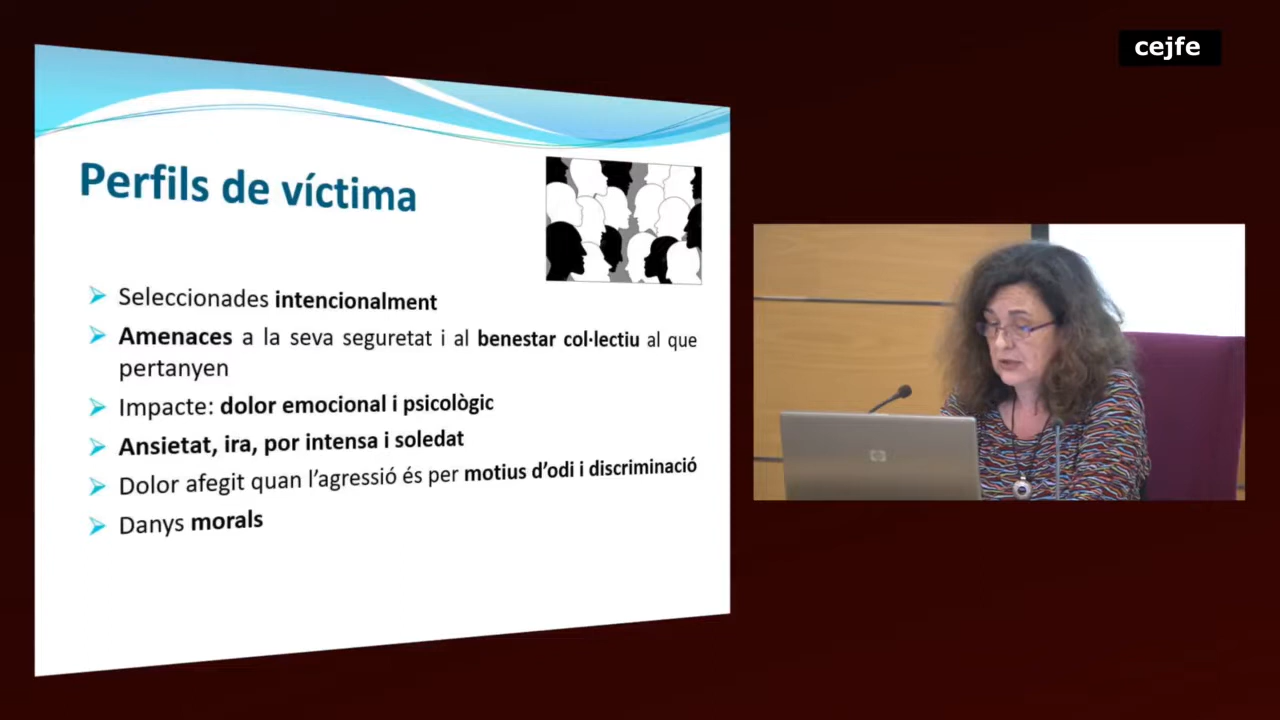 cejfe
Perfils de víctima
Seleccionades intencionalment
Amenaces a la seva seguretat i al benestar col·lectiu al que
pertanyen
Impacte: dolor emocional i psicològic
Ansietat, ira, por intensa i soledat
Dolor afegit quan l'agressió és per motius d'odi i discriminació
Danys morals
hp